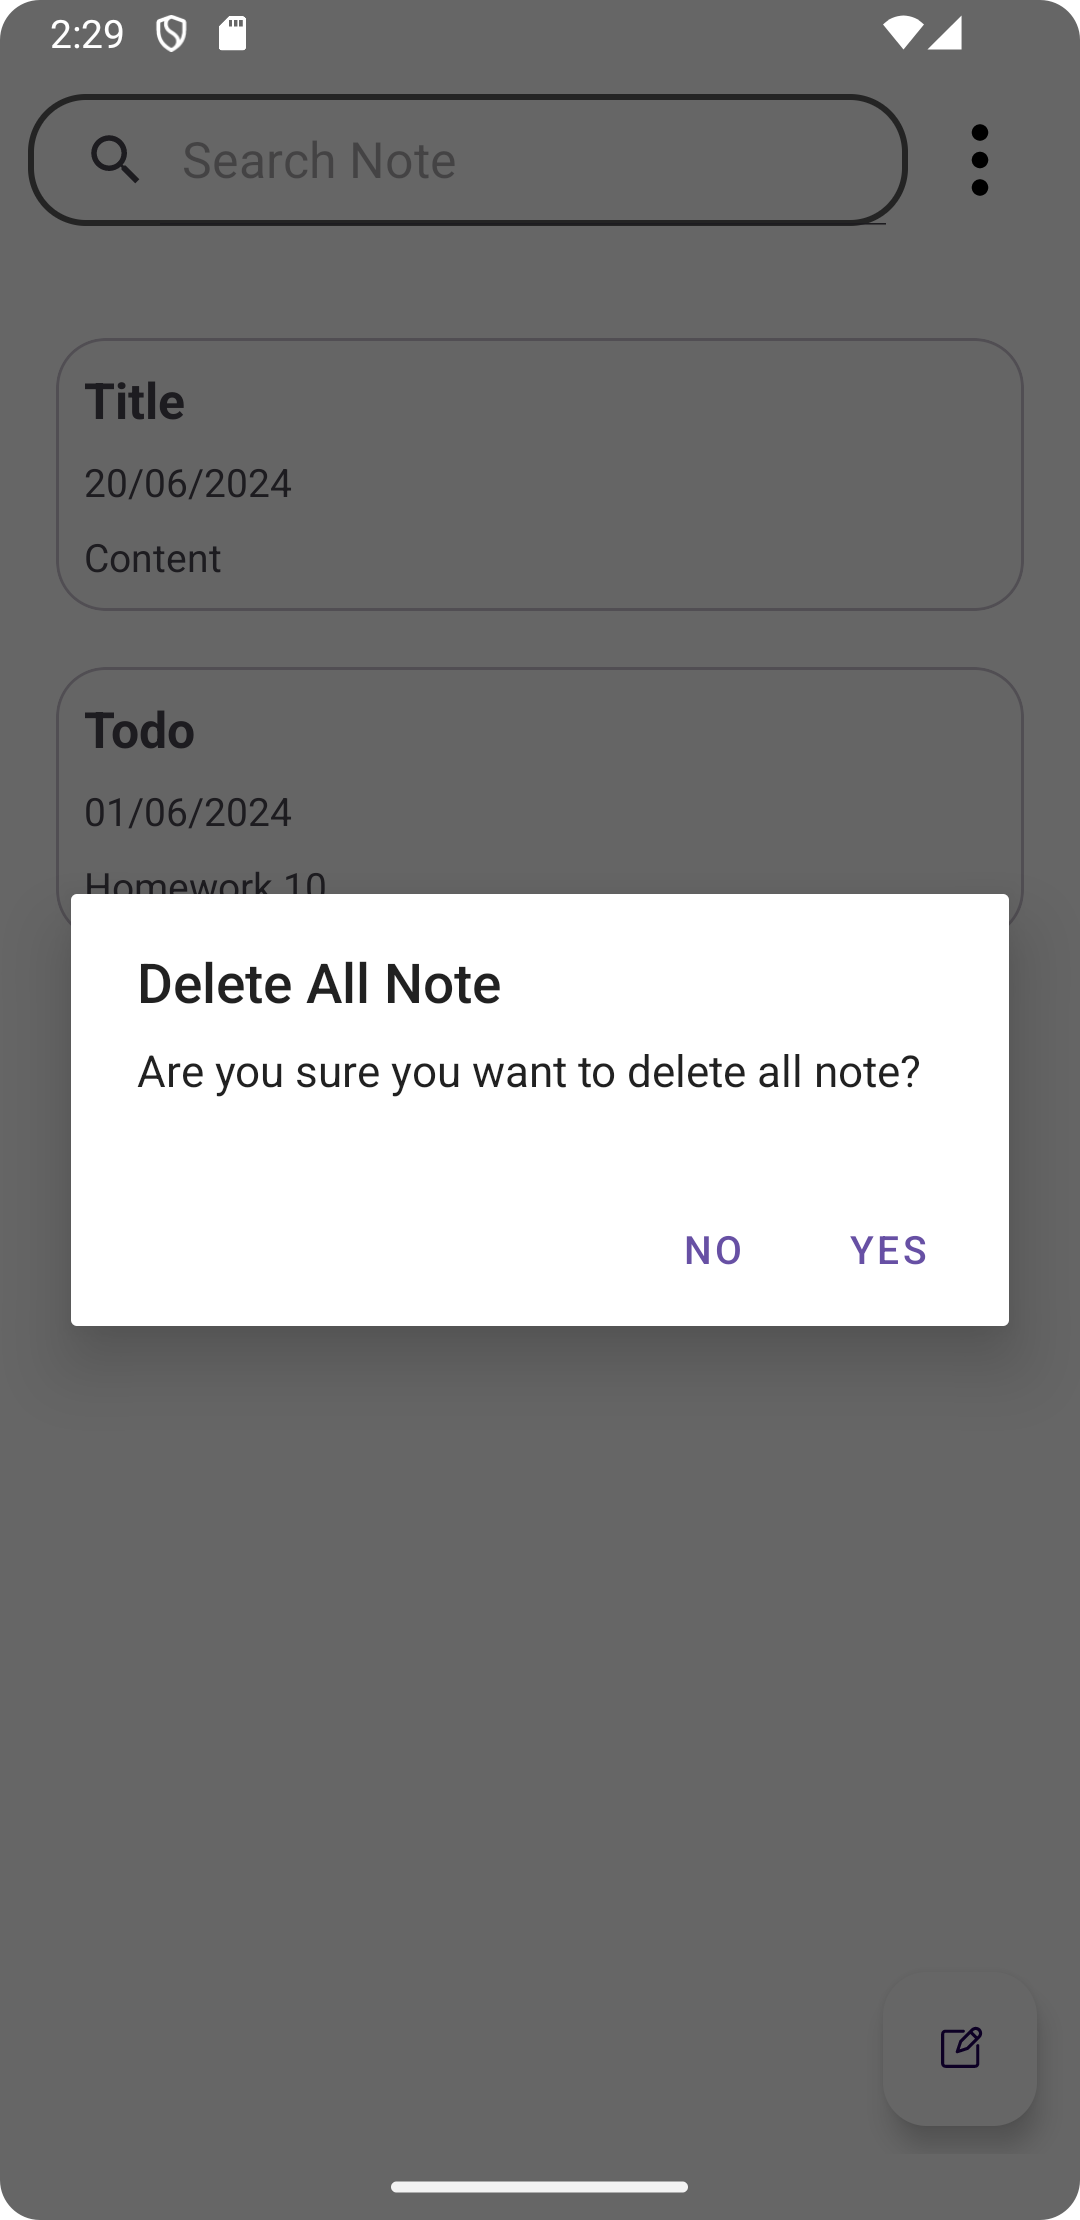 2:29
Search Note
Title
20/06/2024
Content
Todo
01/06/2024
Homework 10
Delete All Note
Are you sure you want to delete all note?
NO YES